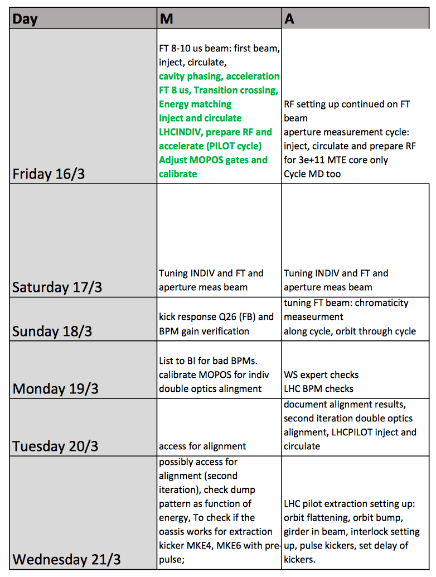 Day M A
FT 8-10 us beam: first beam,
inject, circulate,
cavity phasing, acceleration
FT 8 us, Transition crossing,
Energy matching
Inject and circulate
LHCINDIV, prepare RF and
accelerate (PILOT cycle)
Adjust MOPOS gates and
calibrate
RF setting up continued on FT
beam
aperture measurement cycle:
inject, circulate and prepare RF
for 3e+11 MTE core only
Cycle MD too
Friday 16/3
Tuning INDIV and FT and
aperture meas beam
Tuning INDIV and FT and
aperture meas beam
Saturday 17/3
kick response Q26 (FB) and
BPM gain verification
tuning FT beam: chromaticity
measeurment
along cycle, orbit through cycle
Sunday 18/3
List to BI for bad BPMs.
calibrate MOPOS for indiv
double optics alingment
WS expert checks
LHC BPM checks
Monday 19/3
access for alignment
document alignment results,
second iteration double optics
alignment, LHCPILOT inject and
circulate
Tuesday 20/3
possibly access for
alignment (second
iteration), check dump
pattern as function of
energy, To check if the
oassis works for extraction
kicker MKE4, MKE6 with pre-
pulse;
LHC pilot extraction setting up:
orbit flattening, orbit bump,
girder in beam, interlock setting
up, pulse kickers, set delay of
kickers.
Wednesday 21/3